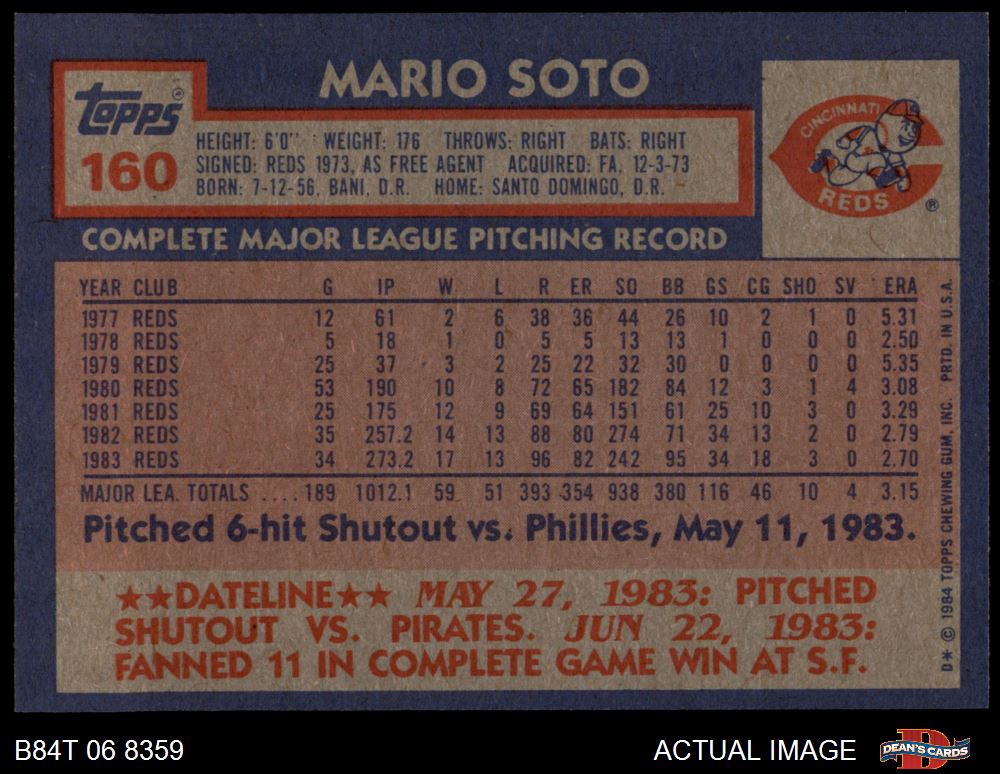 MARIO SOTO
TOPPS®
160
HEIGHT: 6'0" WEIGHT: 176 THROWS: RIGHT BATS: RIGHT
SIGNED: REDS 1973, AS FREE AGENT ACQUIRED: FA, 12-3-73
BORN: 7-12-56, BANI, D.R. HOME: SANTO DOMINGO, D.R.
CINCINNATI
REDS
®
COMPLETE MAJOR LEAGUE PITCHING RECORD
YEAR CLUB G IP W L R ER SO BB GS CG SHO SV ERA
1977 REDS 12 61 2 6 38 36 44 26 10 2 1 0 5.31
1978 REDS 5 18 1 0 5 5 13 13 1 0 0 0 2.50
1979 REDS 25 37 3 2 25 22 32 30 0 0 0 0 5.35
1980 REDS 53 190 10 8 72 65 182 84 12 3 1 4 3.08
1981 REDS 25 175 12 9 69 64 151 61 25 10 3 0 3.29
1982 REDS 35 257.2 14 13 88 80 274 71 34 13 2 0 2.79
1983 REDS 34 273.2 17 13 96 82 242 95 34 18 3 0 2.70
MAJOR LEA. TOTALS .... 189 1012.1 59 51 393 354 938 380 116 46 10 4 3.15
Pitched 6-hit Shutout vs. Phillies, May 11, 1983.
★★DATELINE★★ MAY 27, 1983: PITCHED
SHUTOUT VS. PIRATES. JUN 22, 1983:
FANNED 11 IN COMPLETE GAME WIN AT S.F.
D* © 1984 TOPPS CHEWING GUM, INC. PRTD. IN U.S.A.
B84T 06 8359
ACTUAL IMAGE
DEAN'S CARDS